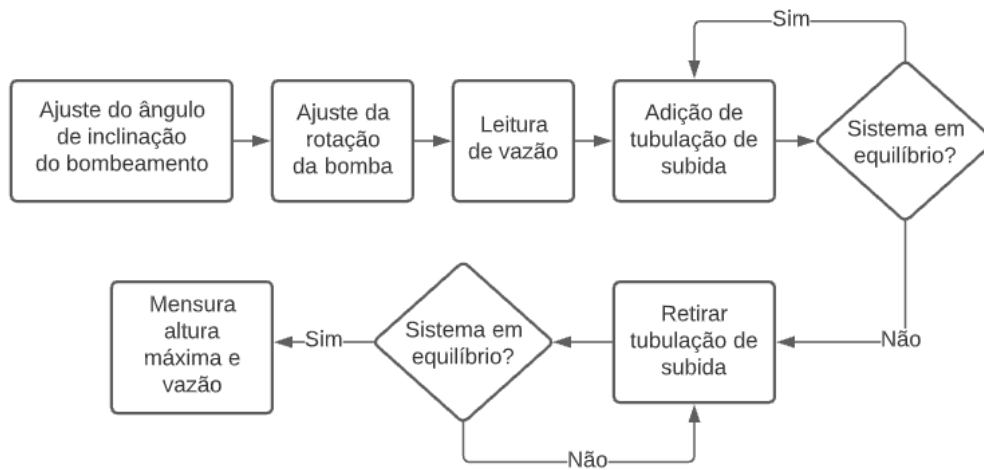 Sim
Ajuste do ângulo
de inclinação
do bombeamento
Ajuste da
rotação
da bomba
Leitura
de vazão
Adição de
tubulação de
subida
Sistema em
equilíbrio?
Não
Retirar
tubulação de
subida
Sistema em
equilíbrio?
Não
Sim
Mensura
altura
máxima e
vazão